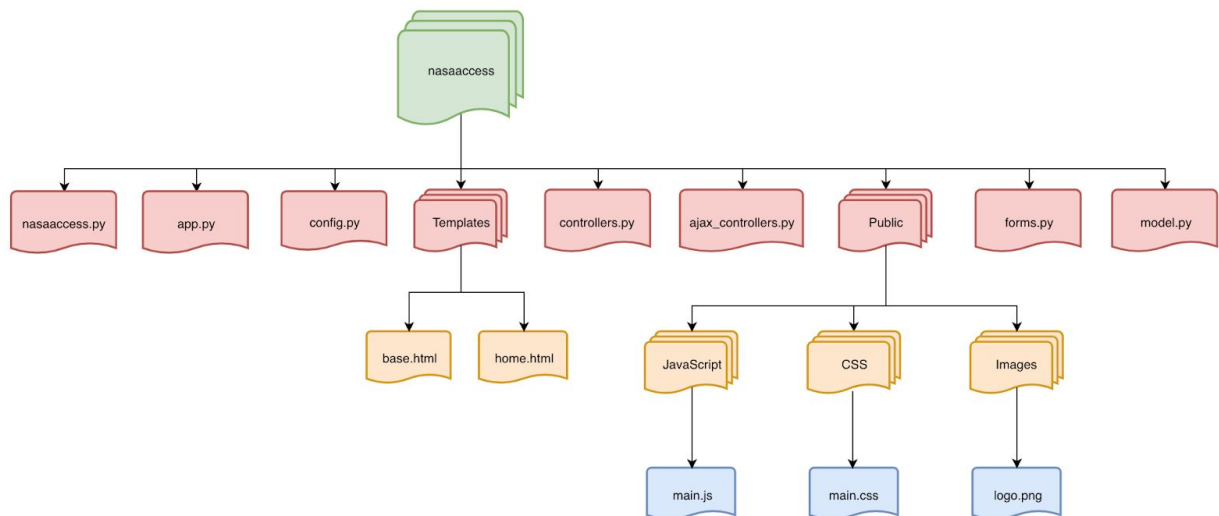 nasaaccess
nasaaccess.py
app.py
config.py
Templates
controllers.py
ajax_controllers.py
Public
forms.py
model.py
base.html
home.html
JavaScript
CSS
Images
main.js
main.css
logo.png